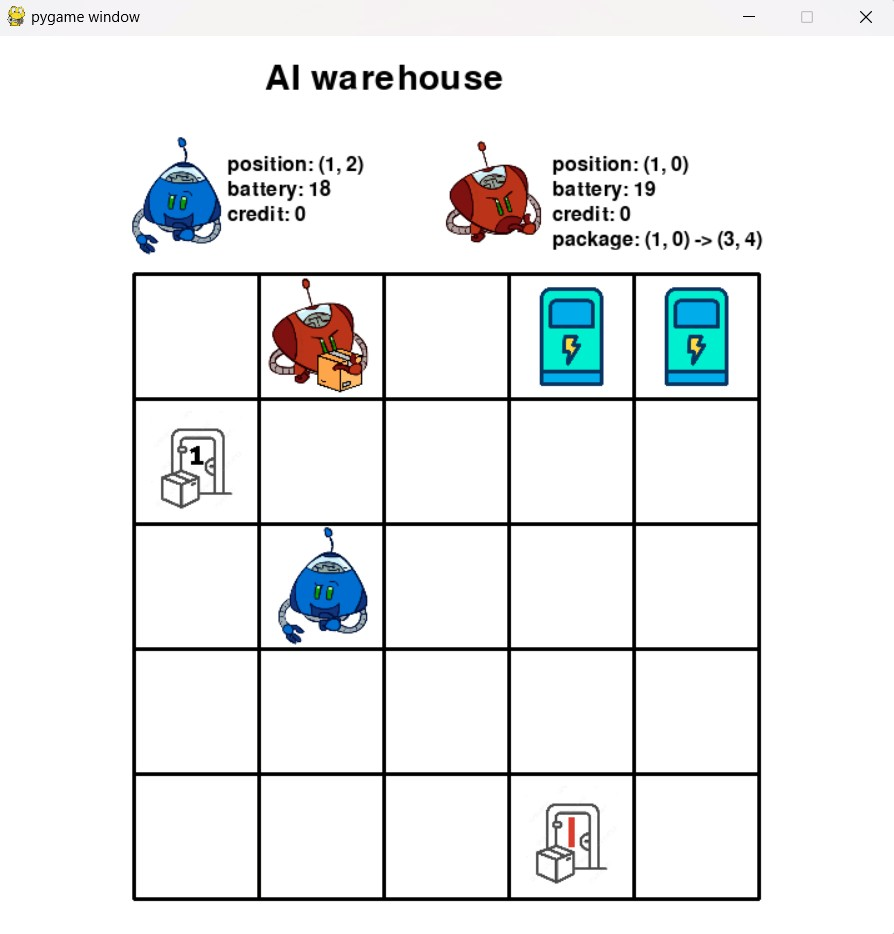 pygame window
AI warehouse
position: (1, 2)
battery: 18
credit: 0
position: (1, 0)
battery: 19
credit: 0
package: (1, 0) -> (3, 4)
1